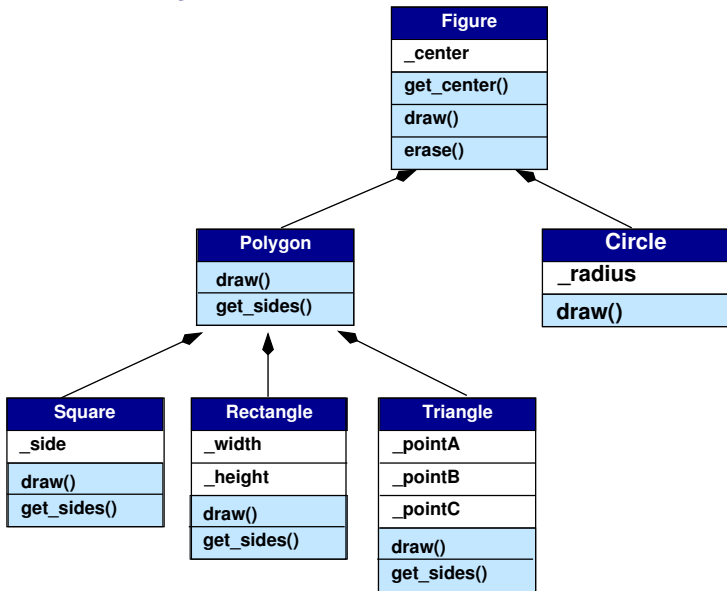 Figure
_center
get_center()
draw()
erase()
Polygon
draw()
get_sides()
Circle
_radius
draw()
Square
_side
draw()
get_sides()
Rectangle
_width
_height
draw()
get_sides()
Triangle
_pointA
_pointB
_pointC
draw()
get_sides()